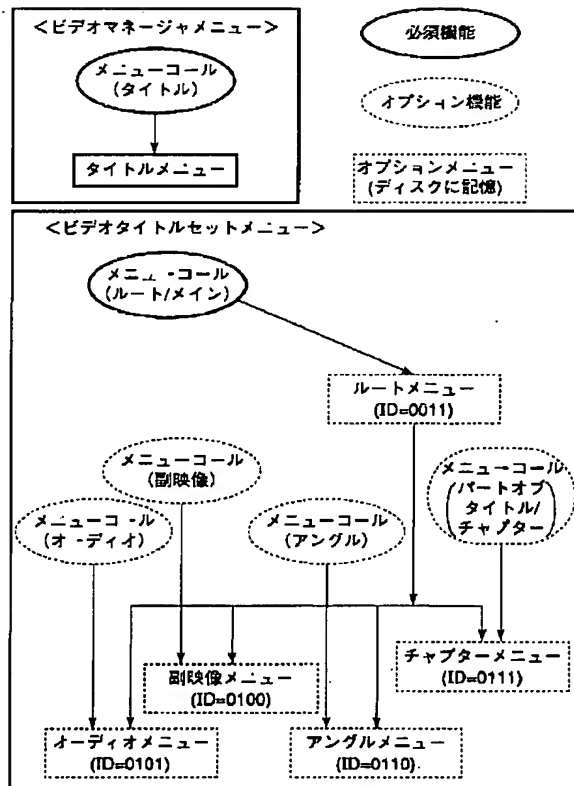 <ビデオマネージャメニュー>
メニューコール
(タイトル)
タイトルメニュー
必須機能
オプション機能
オプションメニュー
(ディスクに記憶)
<ビデオタイトルセットメニュー>
メニューコール
(ルート/メイン)
ルートメニュー
(ID=0011)
メニューコール
(副映像)
メニューコール
(オーディオ)
メニューコール
(アングル)
メニューコール
(パートオブ
タイトル/
チャプター)
副映像メニュー
(ID=0100)
チャプターメニュー
(ID=0111)
オーディオメニュー
(ID=0101)
アングルメニュー
(ID=0110)